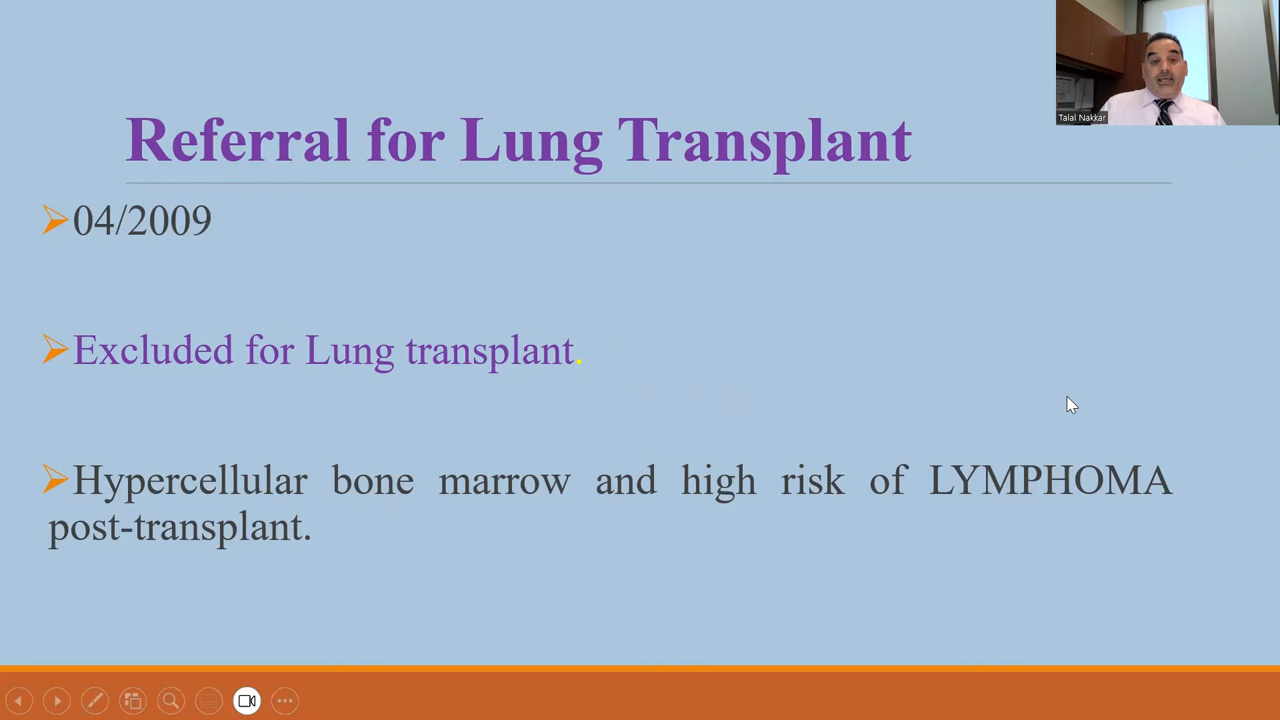 Talal Nakkar
Referral for Lung Transplant
04/2009
Excluded for Lung transplant.
Hypercellular bone marrow and high risk of LYMPHOMA
post-transplant.